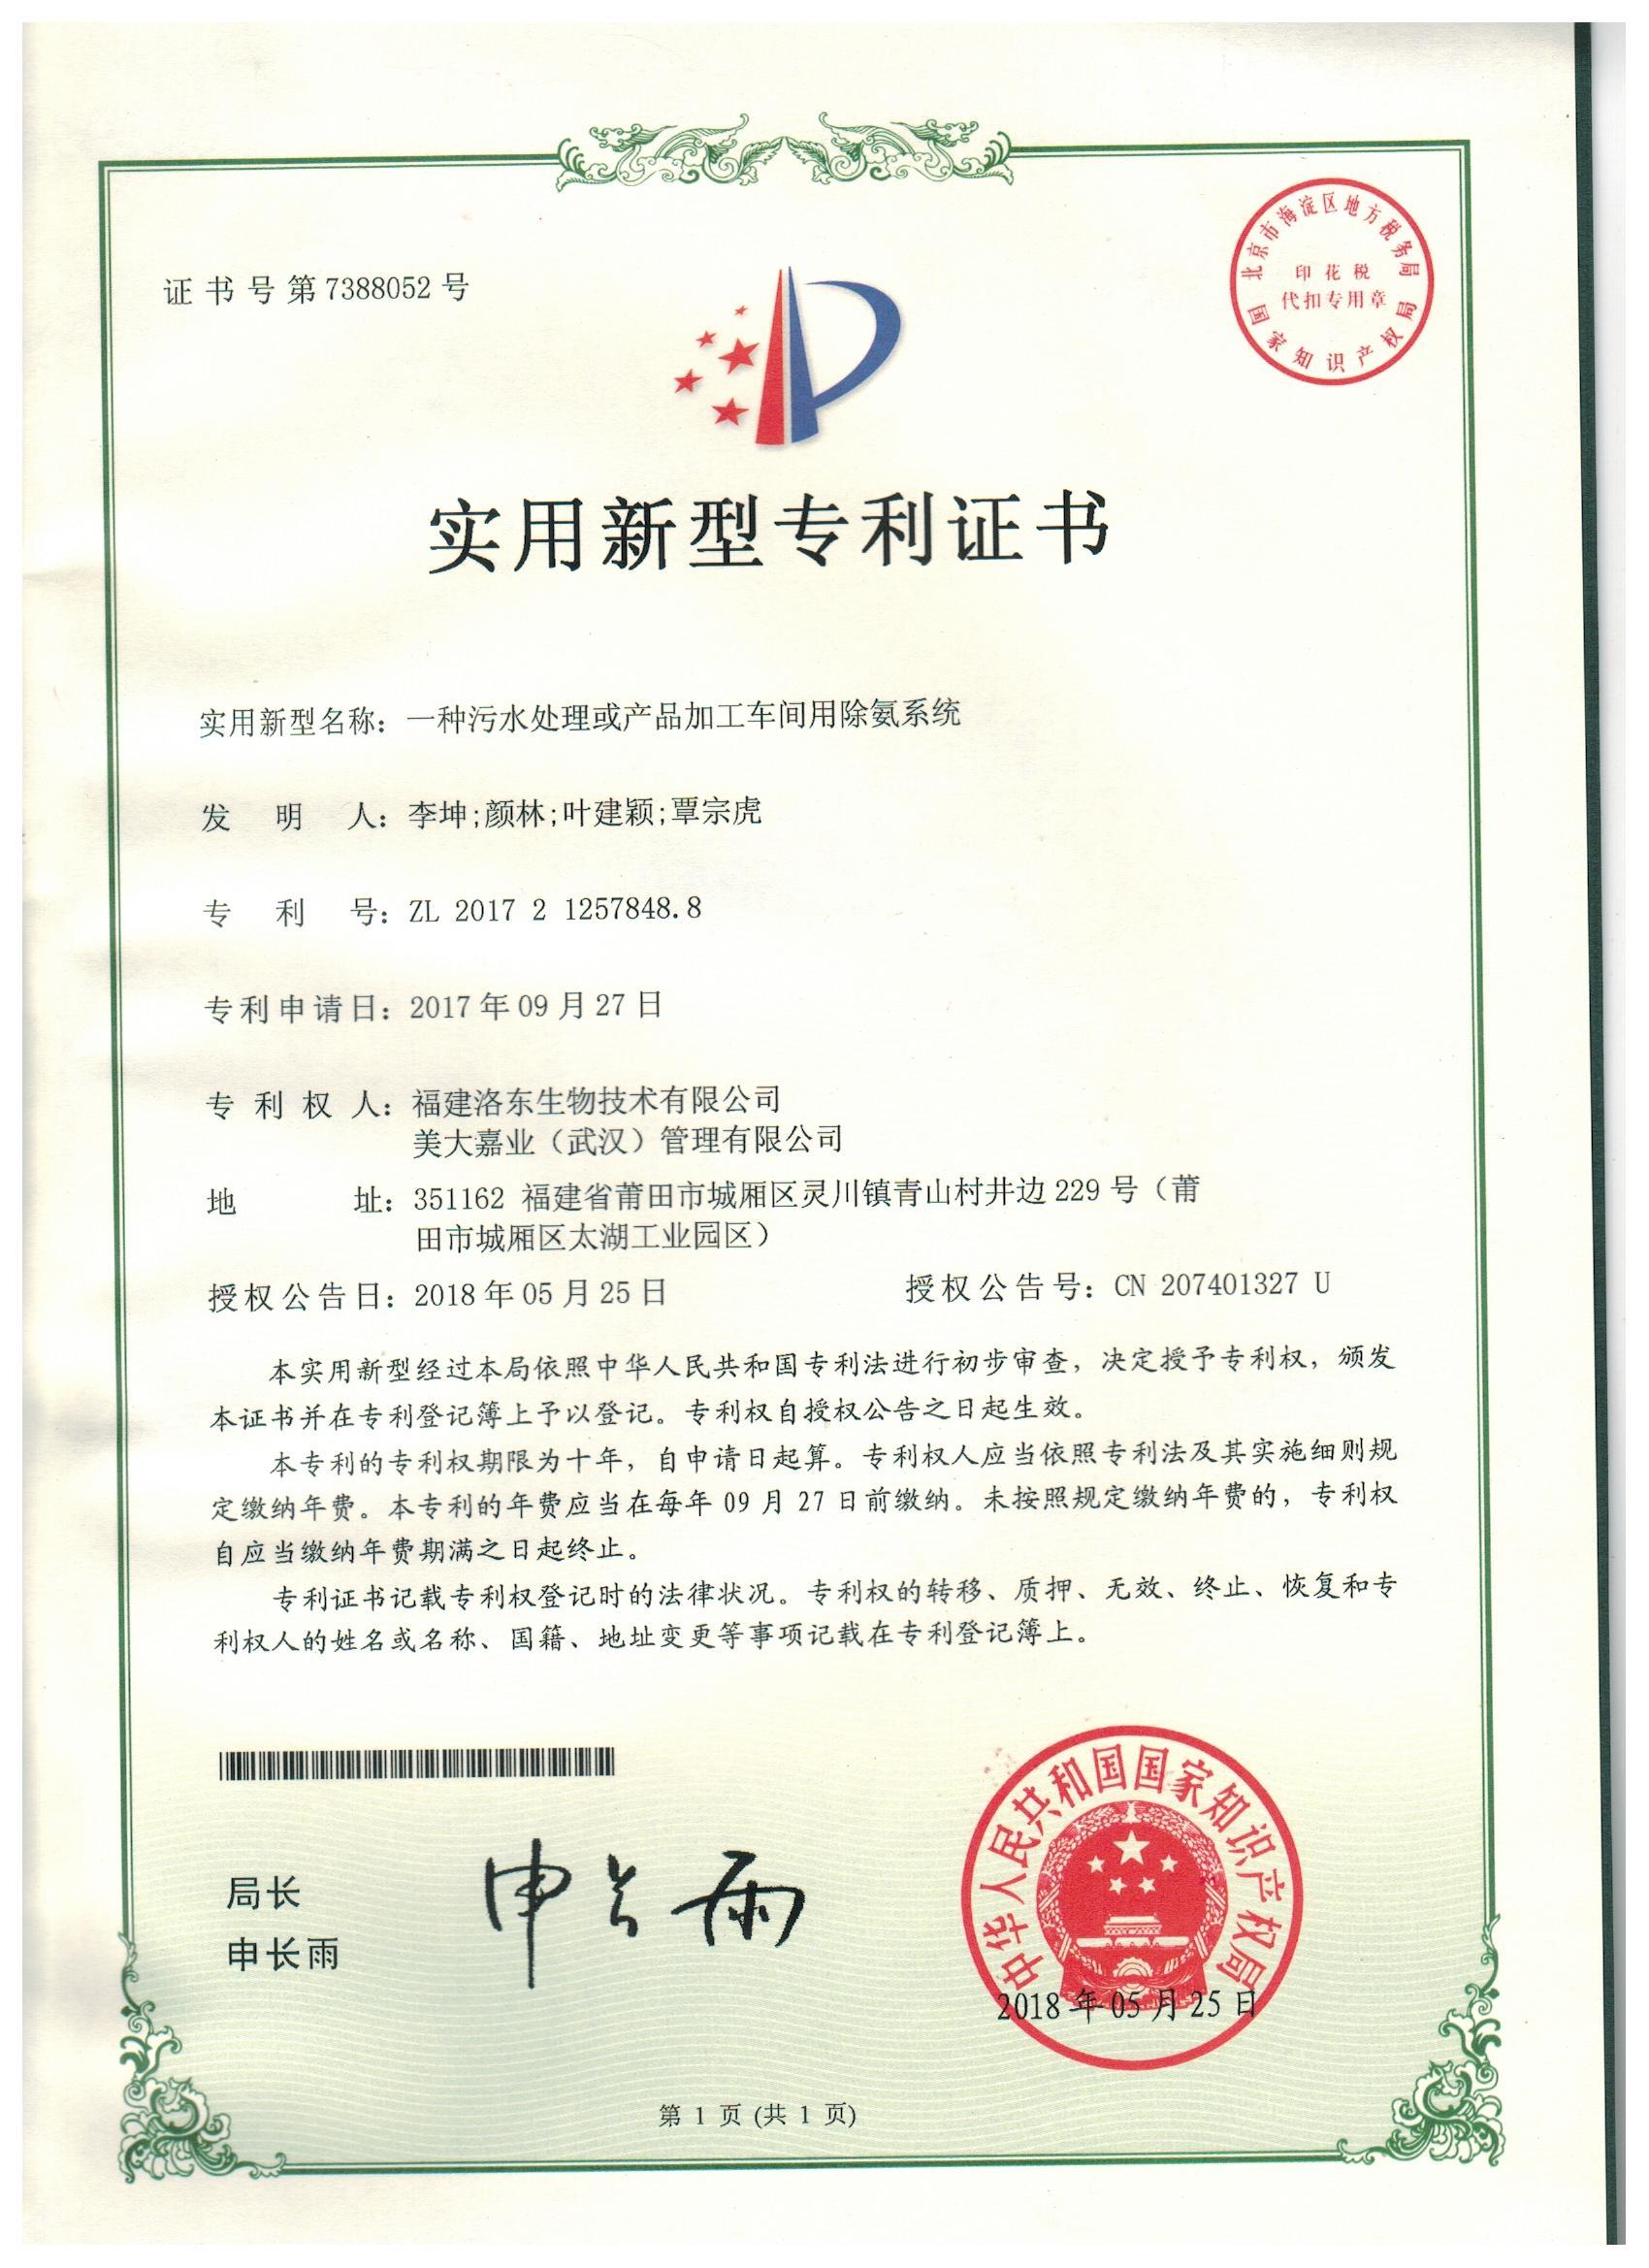 证书号第7388052号
北京市海淀区地方税务局
印花税
代扣专用章
国家知识产权局
实用新型专利证书
实用新型名称：一种污水处理或产品加工车间用除氨系统
发明人：李坤;颜林;叶建颖;覃宗虎
专利号：ZL 2017 2 1257848.8
专利申请日：2017年09月27日
专利权人：福建洛东生物技术有限公司
美大嘉业（武汉）管理有限公司
地址：351162 福建省莆田市城厢区灵川镇青山村井边229号（莆
田市城厢区太湖工业园区）
授权公告日：2018年05月25日 授权公告号：CN 207401327 U
本实用新型经过本局依照中华人民共和国专利法进行初步审查，决定授予专利权，颁发
本证书并在专利登记簿上予以登记。专利权自授权公告之日起生效。
本专利的专利权期限为十年，自申请日起算。专利权人应当依照专利法及其实施细则规
定缴纳年费。本专利的年费应当在每年09月27日前缴纳。未按照规定缴纳年费的，专利权
自应当缴纳年费期满之日起终止。
专利证书记载专利权登记时的法律状况。专利权的转移、质押、无效、终止、恢复和专
利权人的姓名或名称、国籍、地址变更等事项记载在专利登记簿上。
局长
申长雨
申长雨
中华人民共和国国家知识产权局
2018年05月25日
第1页(共1页)